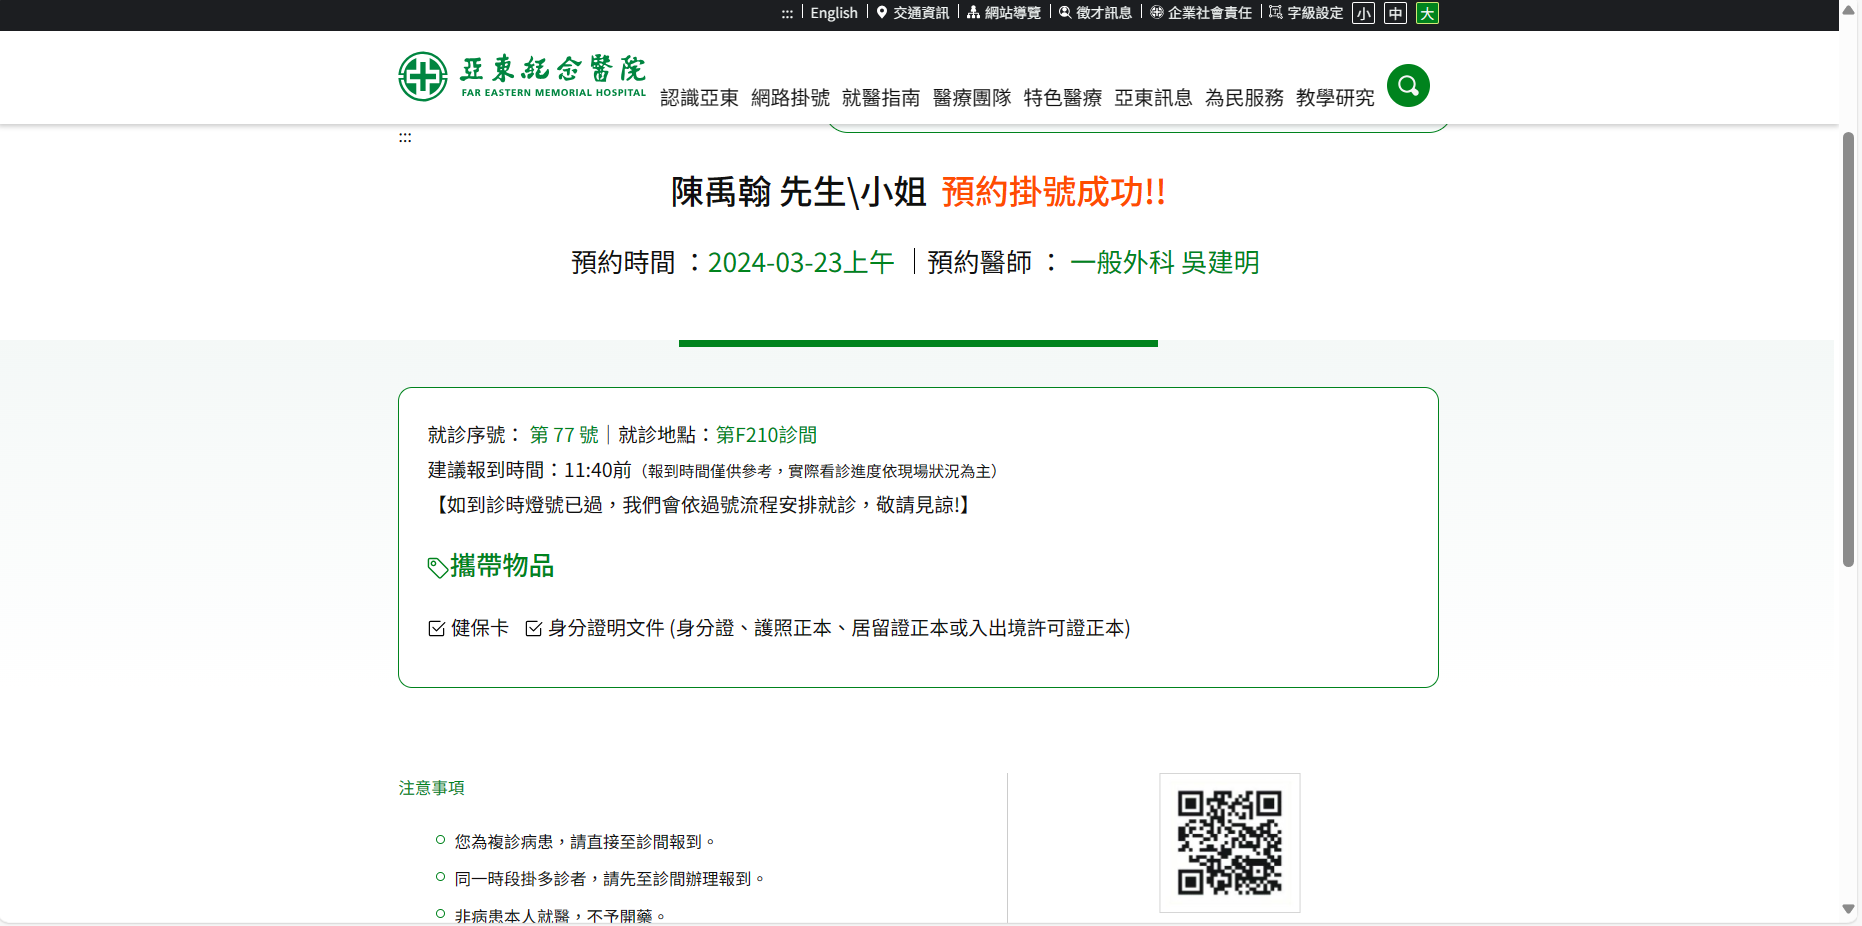 ::: | English | 交通資訊 | 網站導覽 | 徵才訊息 | 企業社會責任 | 字級設定 小 中 大
亞東紀念醫院
FAR EASTERN MEMORIAL HOSPITAL
認識亞東 網路掛號 就醫指南 醫療團隊 特色醫療 亞東訊息 為民服務 教學研究
:::
陳禹翰 先生\小姐 預約掛號成功!!
預約時間 ：2024-03-23上午 ｜預約醫師 ： 一般外科 吳建明
就診序號： 第 77 號｜就診地點：第F210診間
建議報到時間：11:40前（報到時間僅供參考，實際看診進度依現場狀況為主）
【如到診時燈號已過，我們會依過號流程安排就診，敬請見諒!】
攜帶物品
健保卡 身分證明文件 (身分證、護照正本、居留證正本或入出境許可證正本)
注意事項
您為複診病患，請直接至診間報到。
同一時段掛多診者，請先至診間辦理報到。
非病患本人就醫，不予開藥。